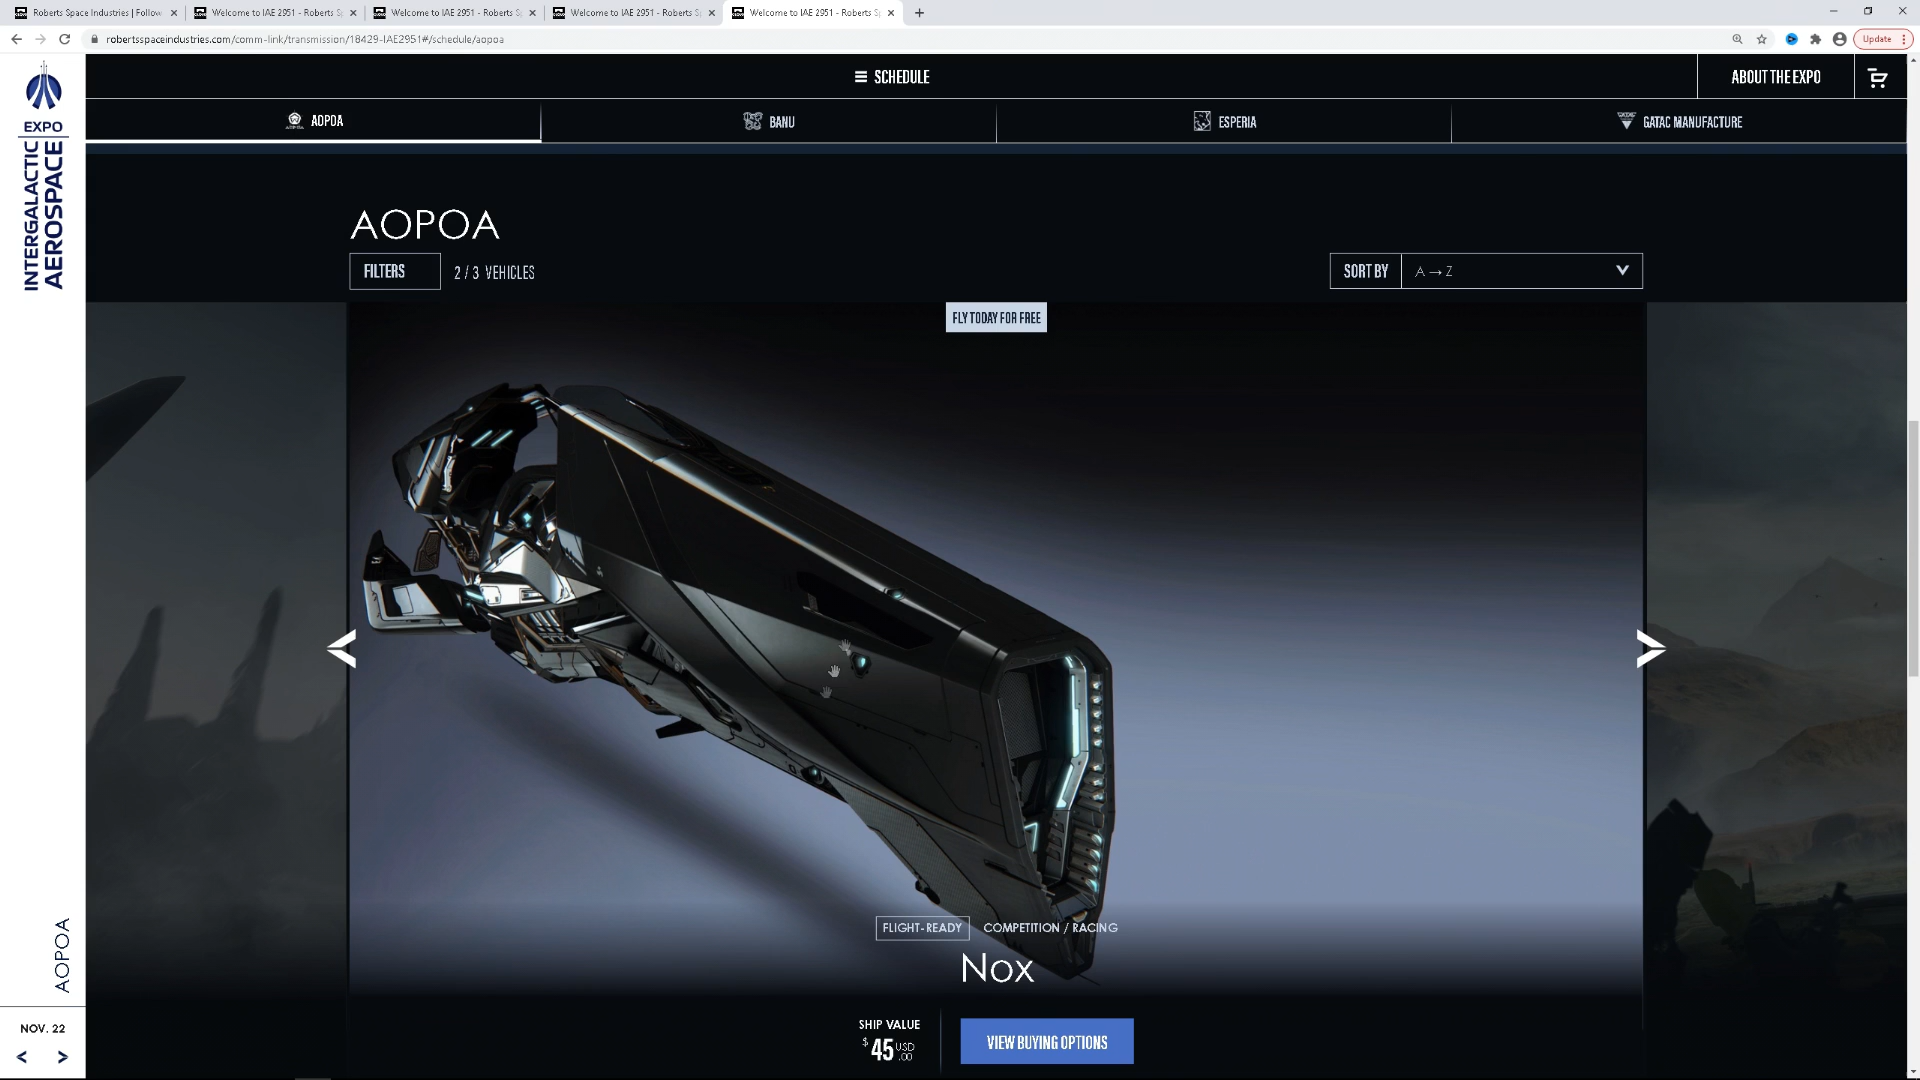 Roberts Space Industries | Follow
Welcome to IAE 2951 - Roberts S
Welcome to IAE 2951 - Roberts S
Welcome to IAE 2951 - Roberts S
Welcome to IAE 2951 - Roberts S
robertsspaceindustries.com/comm-link/transmission/18429-IAE2951#/schedule/aopoa
Update
SCHEDULE
ABOUT THE EXPO
EXPO
INTERGALACTIC
AEROSPACE
AOPOA
BANU
ESPERIA
GATAC MANUFACTURE
AOPOA
FILTERS
2 / 3 VEHICLES
SORT BY
A → Z
FLY TODAY FOR FREE
FLIGHT-READY
COMPETITION / RACING
Nox
SHIP VALUE
$ 45 USD .00
VIEW BUYING OPTIONS
AOPOA
NOV. 22